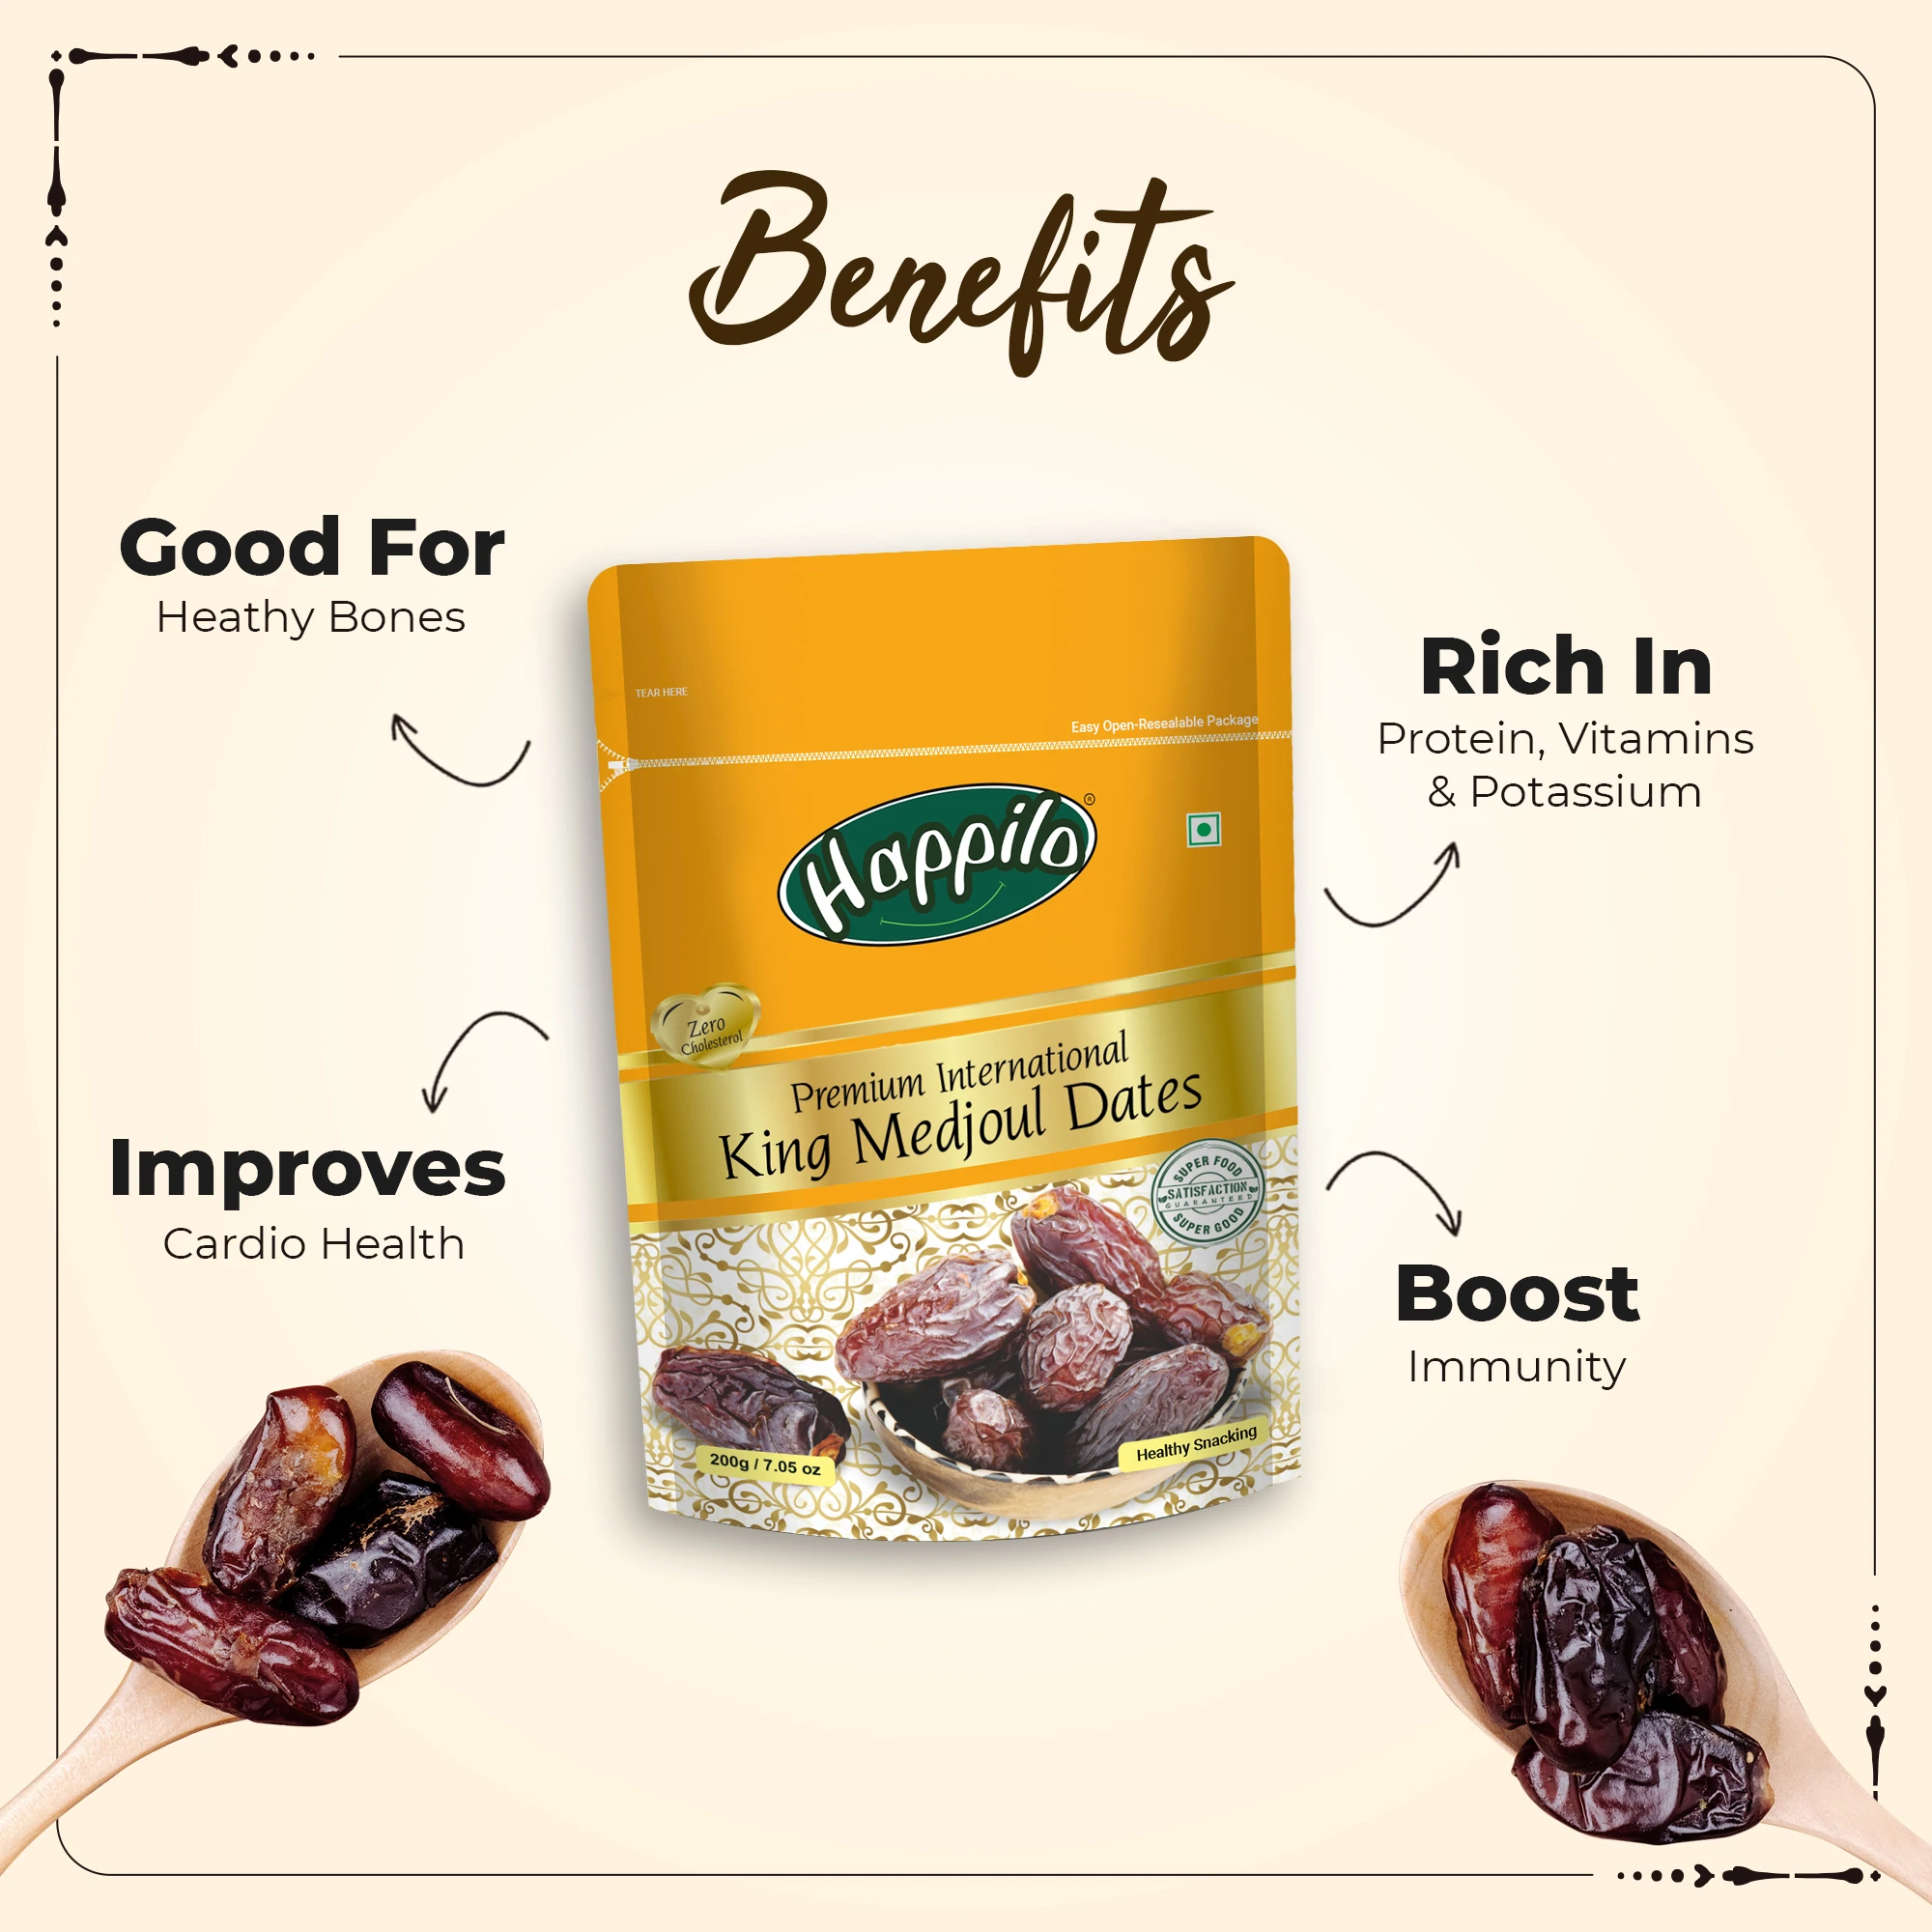 Benefits
Good For
Heathy Bones
Rich In
Protein, Vitamins
& Potassium
Improves
Cardio Health
Boost
Immunity
TEAR HERE
Easy Open-Resealable Package
Happilo®
Zero
Cholesterol
Premium International
King Medjoul Dates
SUPER FOOD
SATISFACTION
GUARANTEED
SUPER GOOD
200g / 7.05 oz
Healthy Snacking